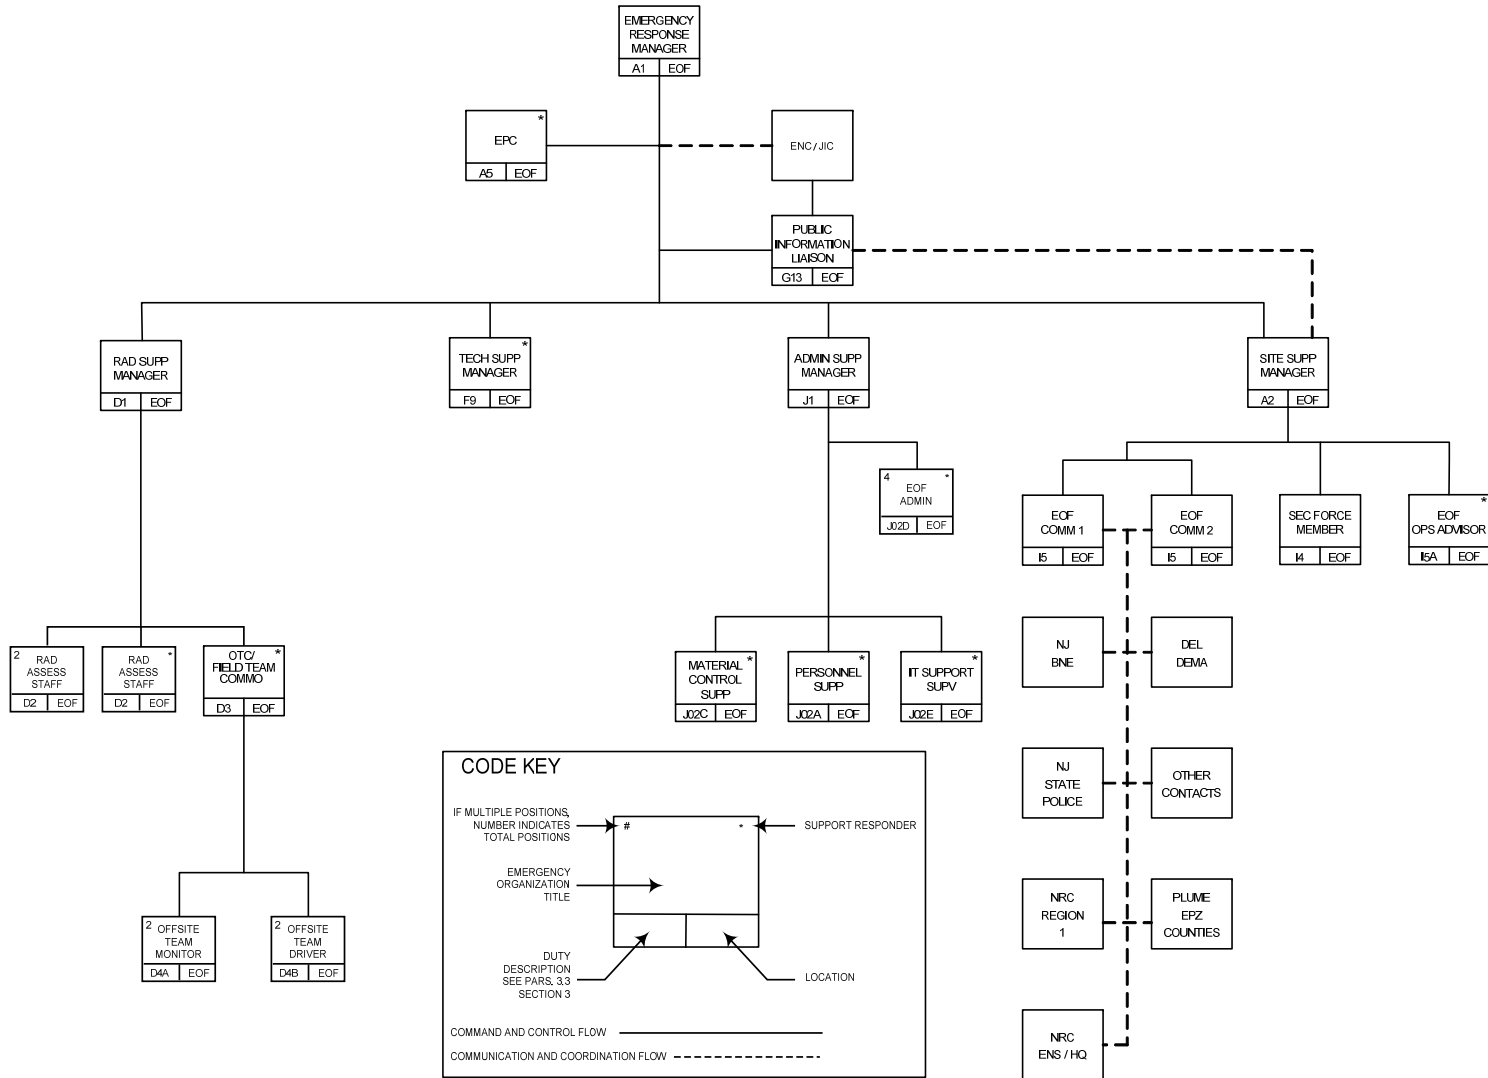 EMERGENCY
RESPONSE
MANAGER
A1 EOF
*
EPC
A5 EOF
ENC/JIC
PUBLIC
INFORMATION
LIAISON
G13 EOF
RAD SUPP
MANAGER
D1 EOF
*
TECH SUPP
MANAGER
F9 EOF
ADMIN SUPP
MANAGER
J1 EOF
SITE SUPP
MANAGER
A2 EOF
4 *
EOF
ADMIN
J02D EOF
EOF
COMM 1
I5 EOF
EOF
COMM 2
I5 EOF
SEC FORCE
MEMBER
I4 EOF
*
EOF
OPS ADVISOR
I5A EOF
2
RAD
ASSESS
STAFF
D2 EOF
*
RAD
ASSESS
STAFF
D2 EOF
*
OTC/
FIELD TEAM
COMMO
D3 EOF
*
MATERIAL
CONTROL
SUPP
J02C EOF
*
PERSONNEL
SUPP
J02A EOF
*
IT SUPPORT
SUPV
J02E EOF
NJ
BNE
DEL
DEMA
NJ
STATE
POLICE
OTHER
CONTACTS
NRC
REGION
1
PLUME
EPZ
COUNTIES
NRC
ENS / HQ
2
OFFSITE
TEAM
MONITOR
D4A EOF
2
OFFSITE
TEAM
DRIVER
D4B EOF
CODE KEY
IF MULTIPLE POSITIONS,
NUMBER INDICATES
TOTAL POSITIONS
# *
SUPPORT RESPONDER
EMERGENCY
ORGANIZATION
TITLE
DUTY
DESCRIPTION
SEE PARS. 3.3
SECTION 3
LOCATION
COMMAND AND CONTROL FLOW
COMMUNICATION AND COORDINATION FLOW